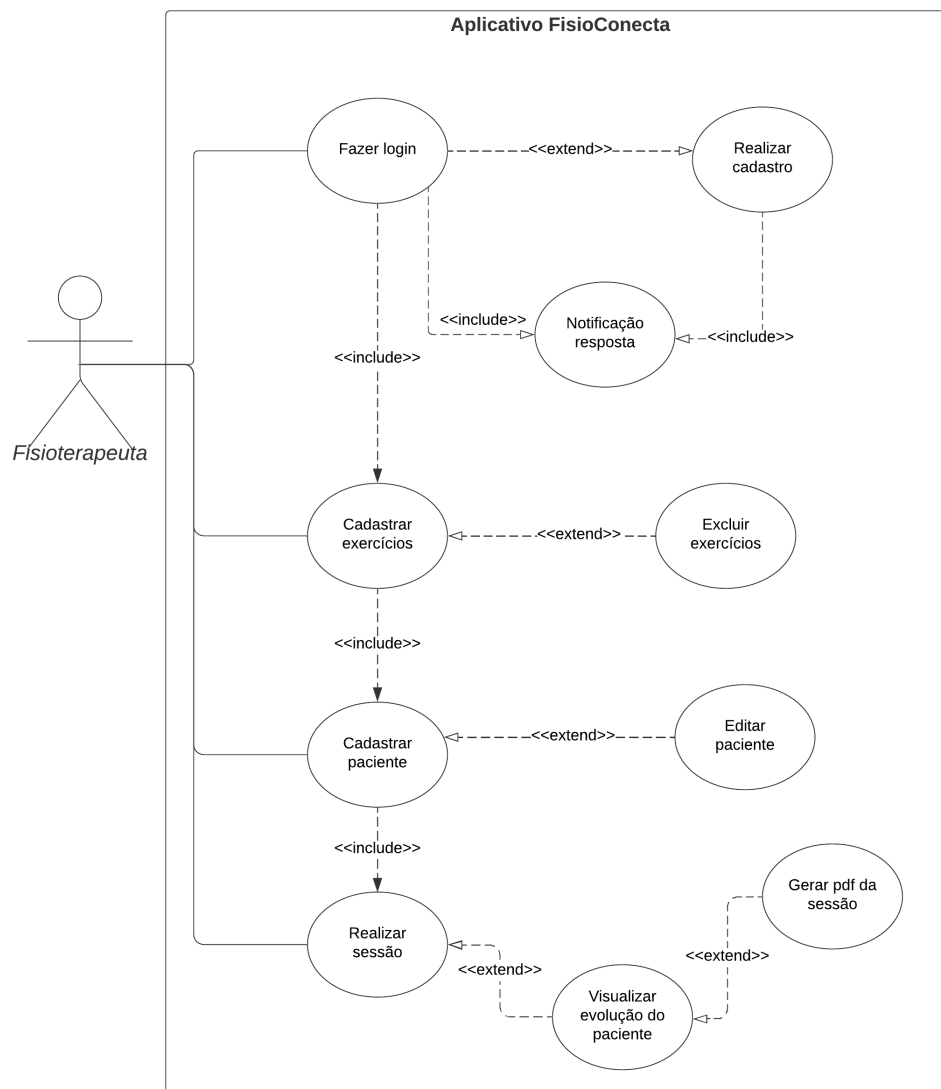 Aplicativo FisioConecta
Fazer login
<<extend>>
Realizar
cadastro
<<include>>
Notificação
resposta
<<include>>
<<include>>
Fisioterapeuta
Cadastrar
exercícios
<<extend>>
Excluir
exercícios
<<include>>
Cadastrar
paciente
<<extend>>
Editar
paciente
<<include>>
Gerar pdf da
sessão
Realizar
sessão
<<extend>>
<<extend>>
Visualizar
evolução do
paciente